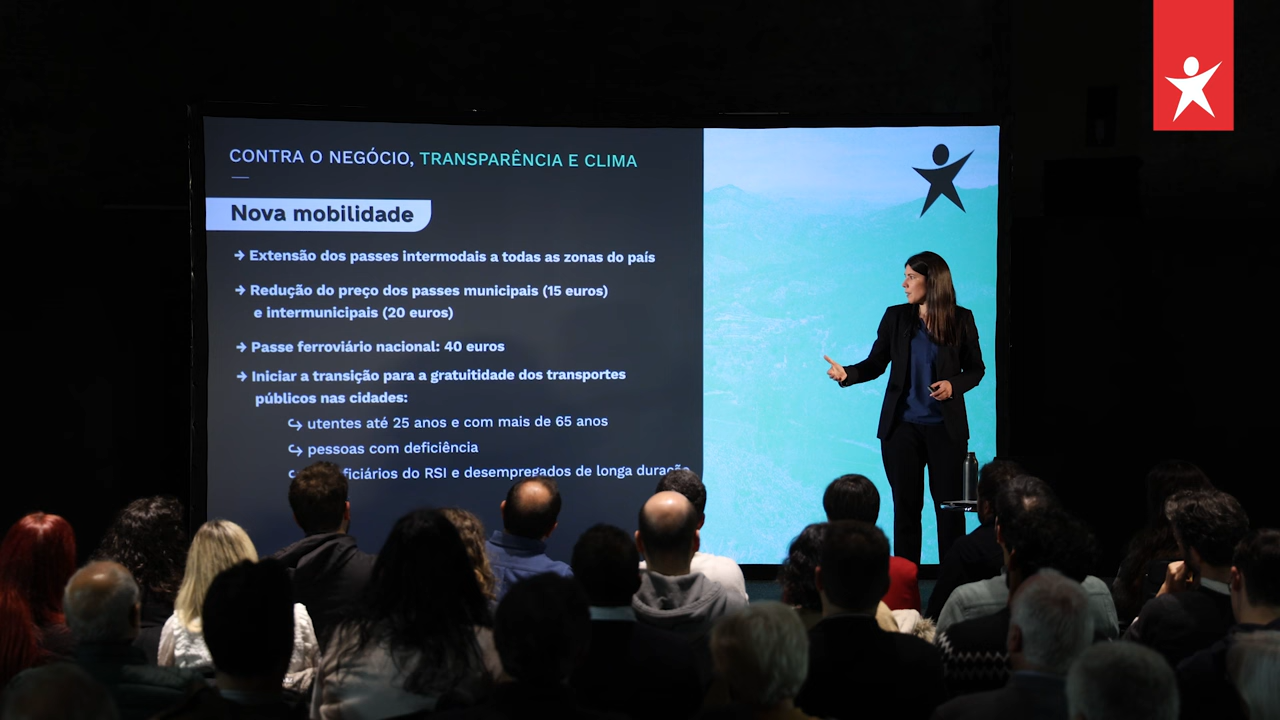 CONTRA O NEGÓCIO, TRANSPARÊNCIA E CLIMA
Nova mobilidade
→ Extensão dos passes intermodais a todas as zonas do país
→ Redução do preço dos passes municipais (15 euros)
e intermunicipais (20 euros)
→ Passe ferroviário nacional: 40 euros
→ Iniciar a transição para a gratuitidade dos transportes
públicos nas cidades:
↪ utentes até 25 anos e com mais de 65 anos
↪ pessoas com deficiência
do RSI e desempregados de longa duração